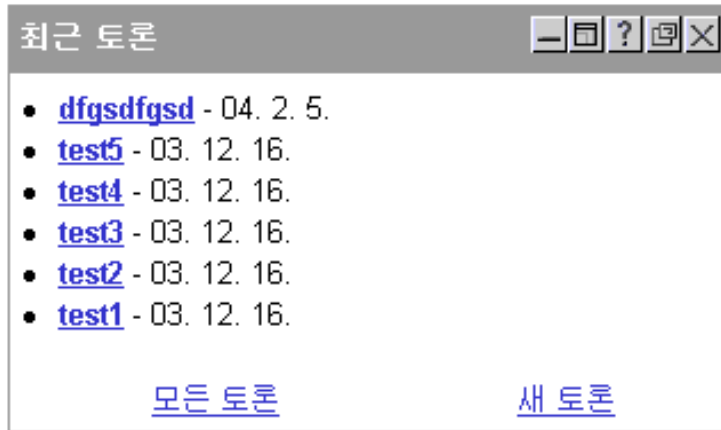 최근 토론
dfgsdfgsd - 04. 2. 5.
test5 - 03. 12. 16.
test4 - 03. 12. 16.
test3 - 03. 12. 16.
test2 - 03. 12. 16.
test1 - 03. 12. 16.
모든 토론 새 토론